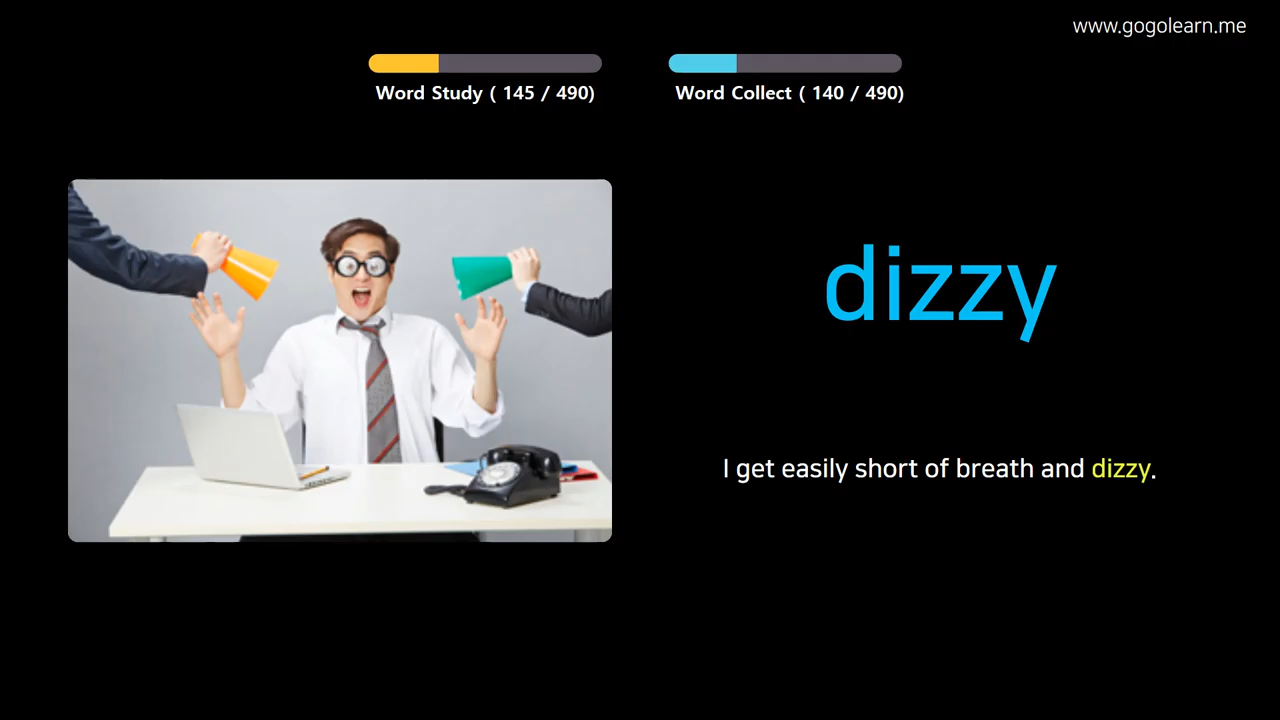 www.gogolearn.me
Word Study ( 145 / 490)
Word Collect ( 140 / 490)
dizzy
I get easily short of breath and dizzy.